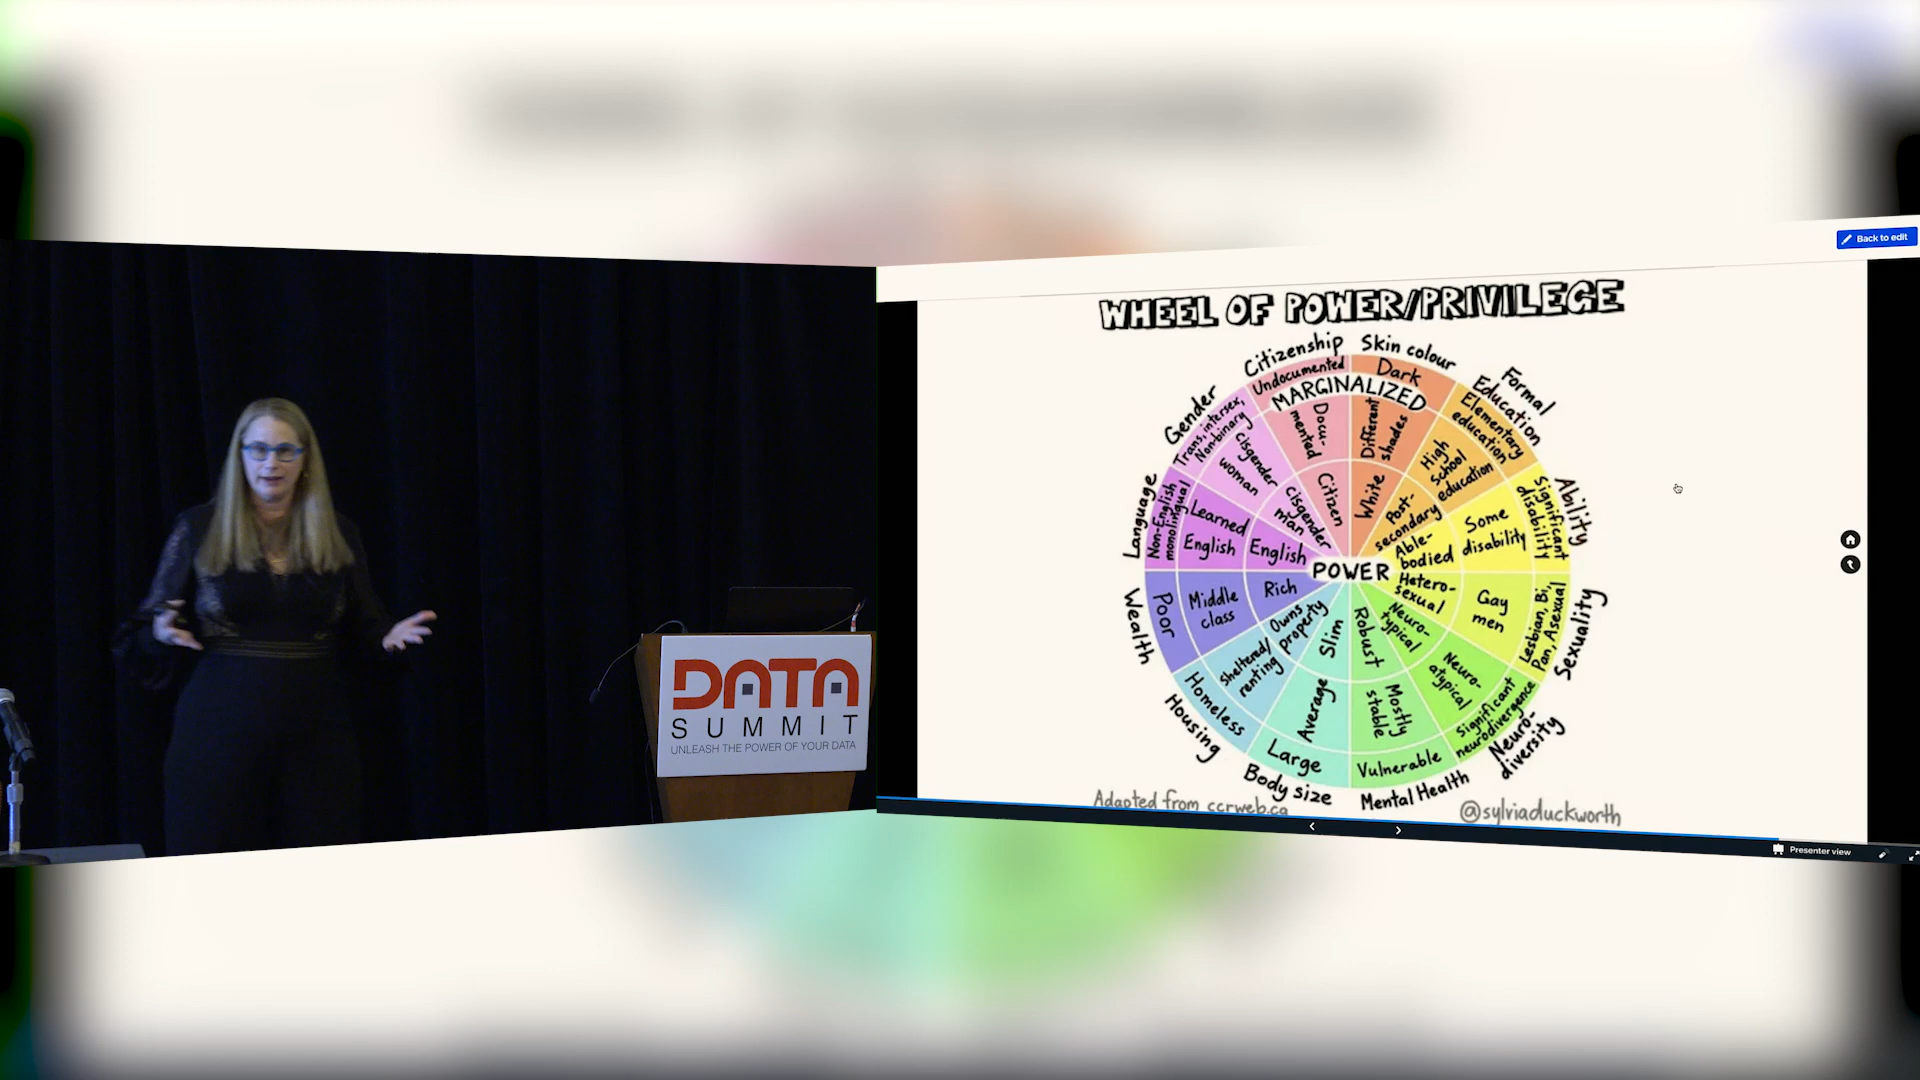 Back to edit
WHEEL OF POWER/PRIVILEGE
Citizenship
Undocumented
Docu-
mented
Citizen
Skin colour
Dark
Different
shades
White
Formal
Education
Elementary
education
High
school
education
Post-
secondary
Ability
Significant
disability
Some
disability
Able-
bodied
Sexuality
Lesbian, Bi,
Pan, Asexual
Gay
men
Hetero-
sexual
Neuro-
diversity
Significant
neurodivergence
Neuro-
atypical
Neuro-
typical
Mental Health
Vulnerable
Mostly
stable
Robust
Body size
Large
Average
Slim
Housing
Homeless
Sheltered/
renting
Owns
property
Wealth
Poor
Middle
class
Rich
Language
Non-English
monolingual
Learned
English
English
Gender
Trans, intersex,
Non-binary
Cisgender
woman
Cisgender
man
MARGINALIZED
POWER
Adapted from ccrweb.ca
@sylviaduckworth
Presenter view
DATA
SUMMIT
UNLEASH THE POWER OF YOUR DATA